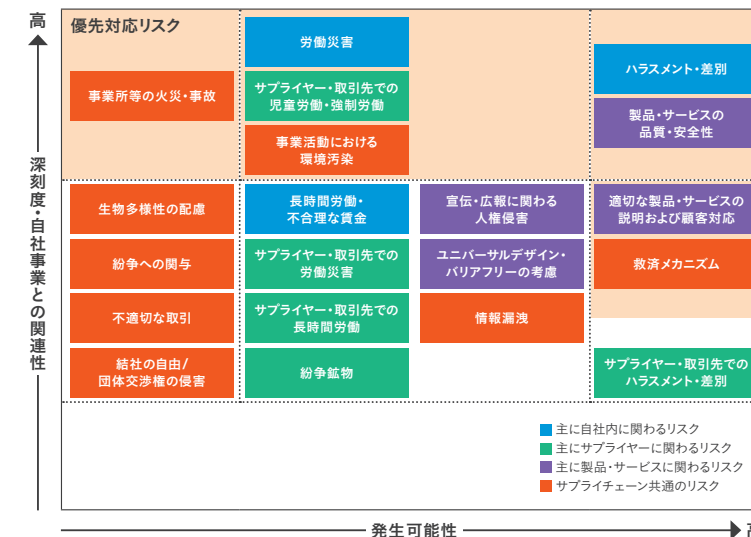 高
優先対応リスク
労働災害
ハラスメント・差別
事業所等の火災・事故
サプライヤー・取引先での
児童労働・強制労働
製品・サービスの
品質・安全性
事業活動における
環境汚染
深刻度・自社事業との関連性
生物多様性の配慮
長時間労働・
不合理な賃金
宣伝・広報に関わる
人権侵害
適切な製品・サービスの
説明および顧客対応
紛争への関与
サプライヤー・取引先での
労働災害
ユニバーサルデザイン・
バリアフリーの考慮
救済メカニズム
不適切な取引
サプライヤー・取引先での
長時間労働
情報漏洩
結社の自由/
団体交渉権の侵害
紛争鉱物
サプライヤー・取引先での
ハラスメント・差別
主に自社内に関わるリスク
主にサプライヤーに関わるリスク
主に製品・サービスに関わるリスク
サプライチェーン共通のリスク
発生可能性